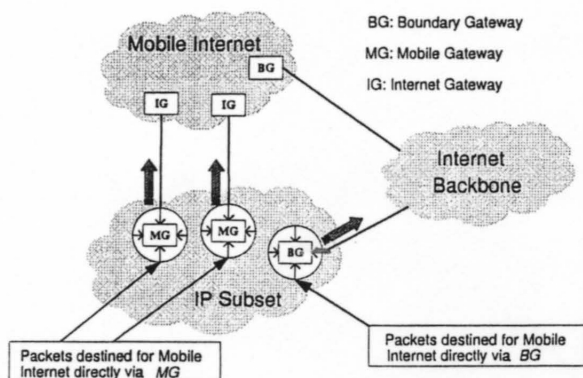 Mobile Internet
BG
IG
IG
BG: Boundary Gateway
MG: Mobile Gateway
IG: Internet Gateway
Internet
Backbone
MG
MG
BG
IP Subset
Packets destined for Mobile
Internet directly via MG
Packets destined for Mobile
Internet directly via BG